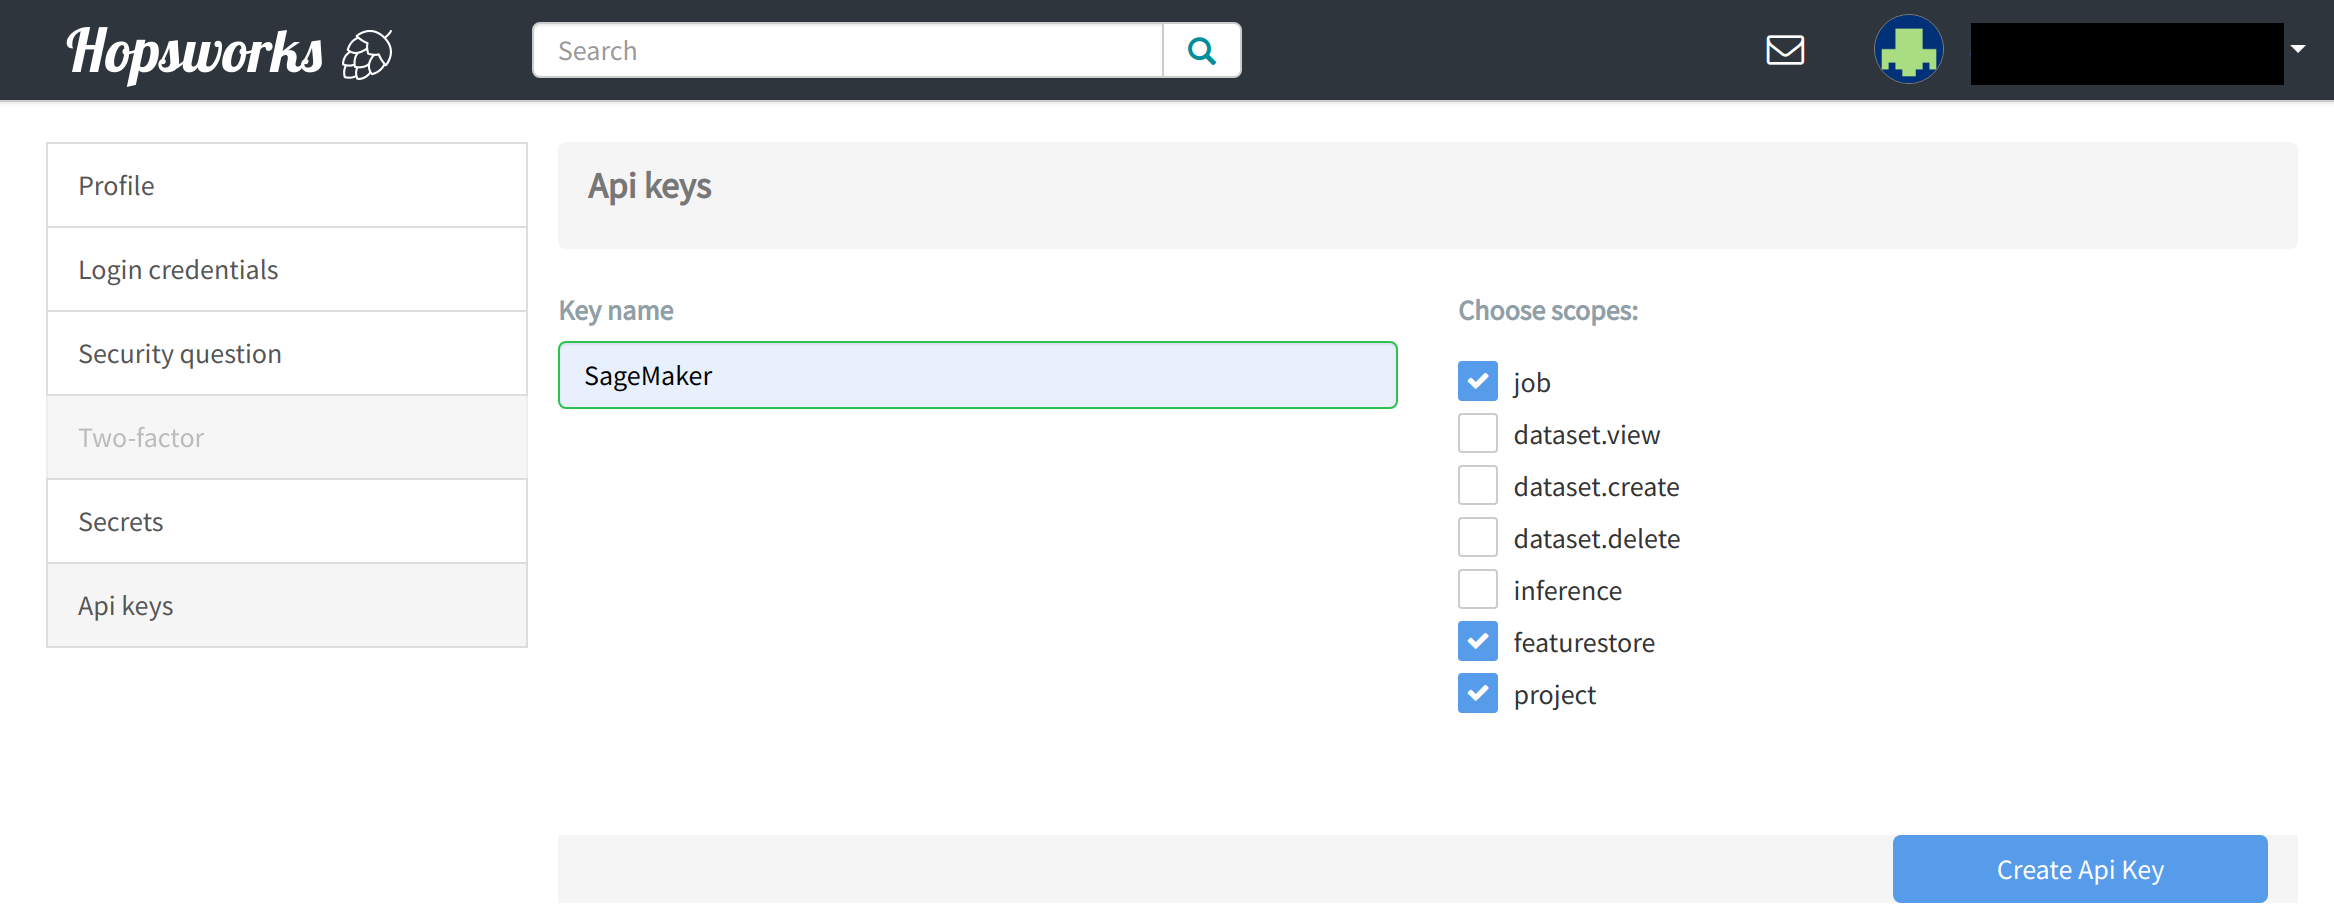 Hopsworks
Search
Profile
Login credentials
Security question
Two-factor
Secrets
Api keys
Api keys
Key name
SageMaker
Choose scopes:
job
dataset.view
dataset.create
dataset.delete
inference
featurestore
project
Create Api Key